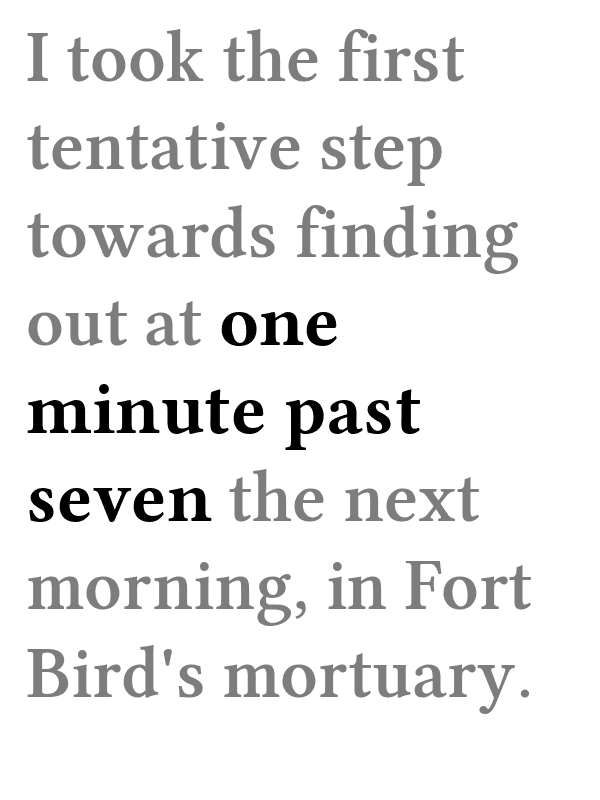 I took the first
tentative step
towards finding
out at one
minute past
seven the next
morning, in Fort
Bird's mortuary.